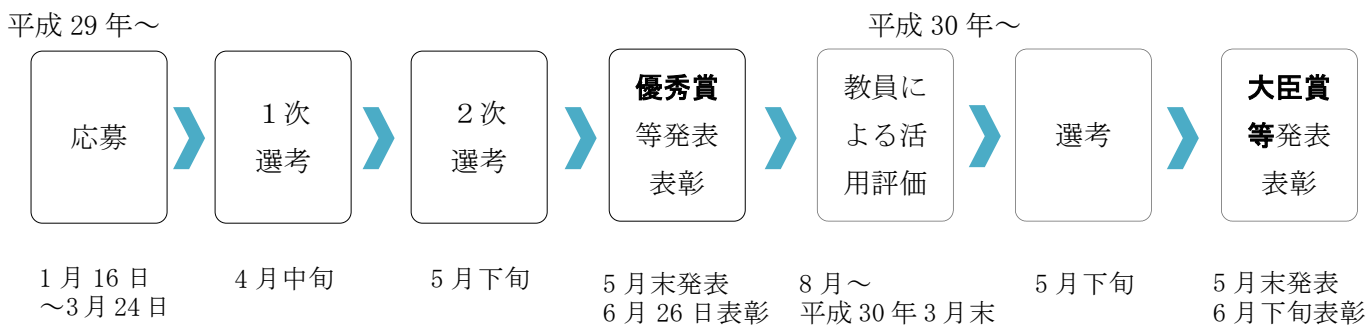 平成 29 年～
平成 30 年～
応募
１次
選考
２次
選考
優秀賞
等発表
表彰
教員に
よる活
用評価
選考
大臣賞
等発表
表彰
1 月 16 日
～3 月 24 日
4 月中旬
5 月下旬
5 月末発表
6 月 26 日表彰
8 月～
平成 30 年 3 月末
5 月下旬
5 月末発表
6 月下旬表彰